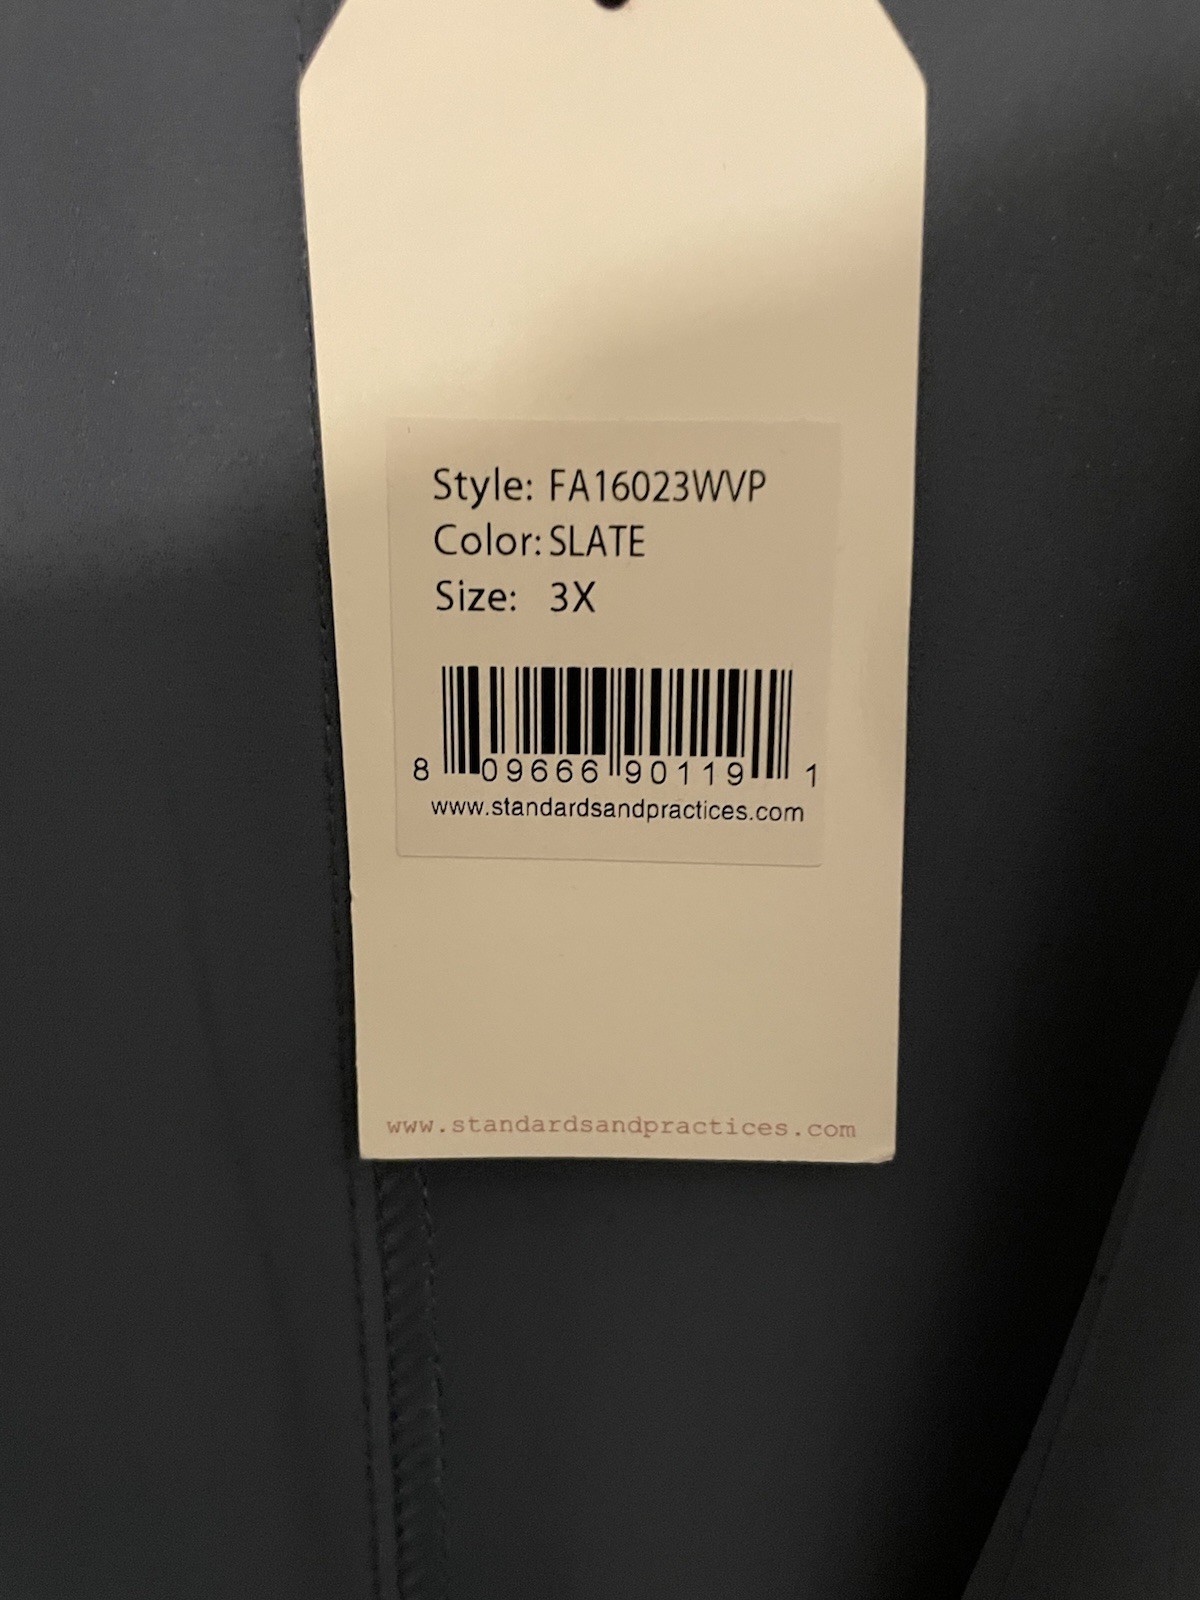 Style: FA16023WVP
Color: SLATE
Size: 3X
8 09666 90119 1
www.standardsandpractices.com
www.standardsandpractices.com